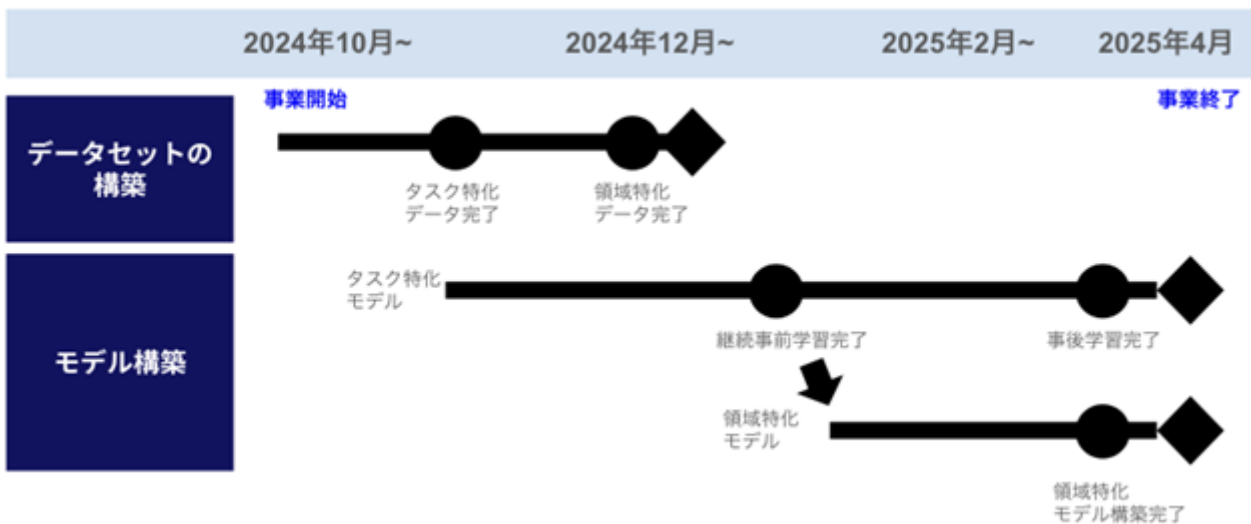 2024年10月~
2024年12月~
2025年2月~
2025年4月
事業開始
事業終了
データセットの
構築
タスク特化
データ完了
領域特化
データ完了
モデル構築
タスク特化
モデル
継続事前学習完了
事後学習完了
領域特化
モデル
領域特化
モデル構築完了